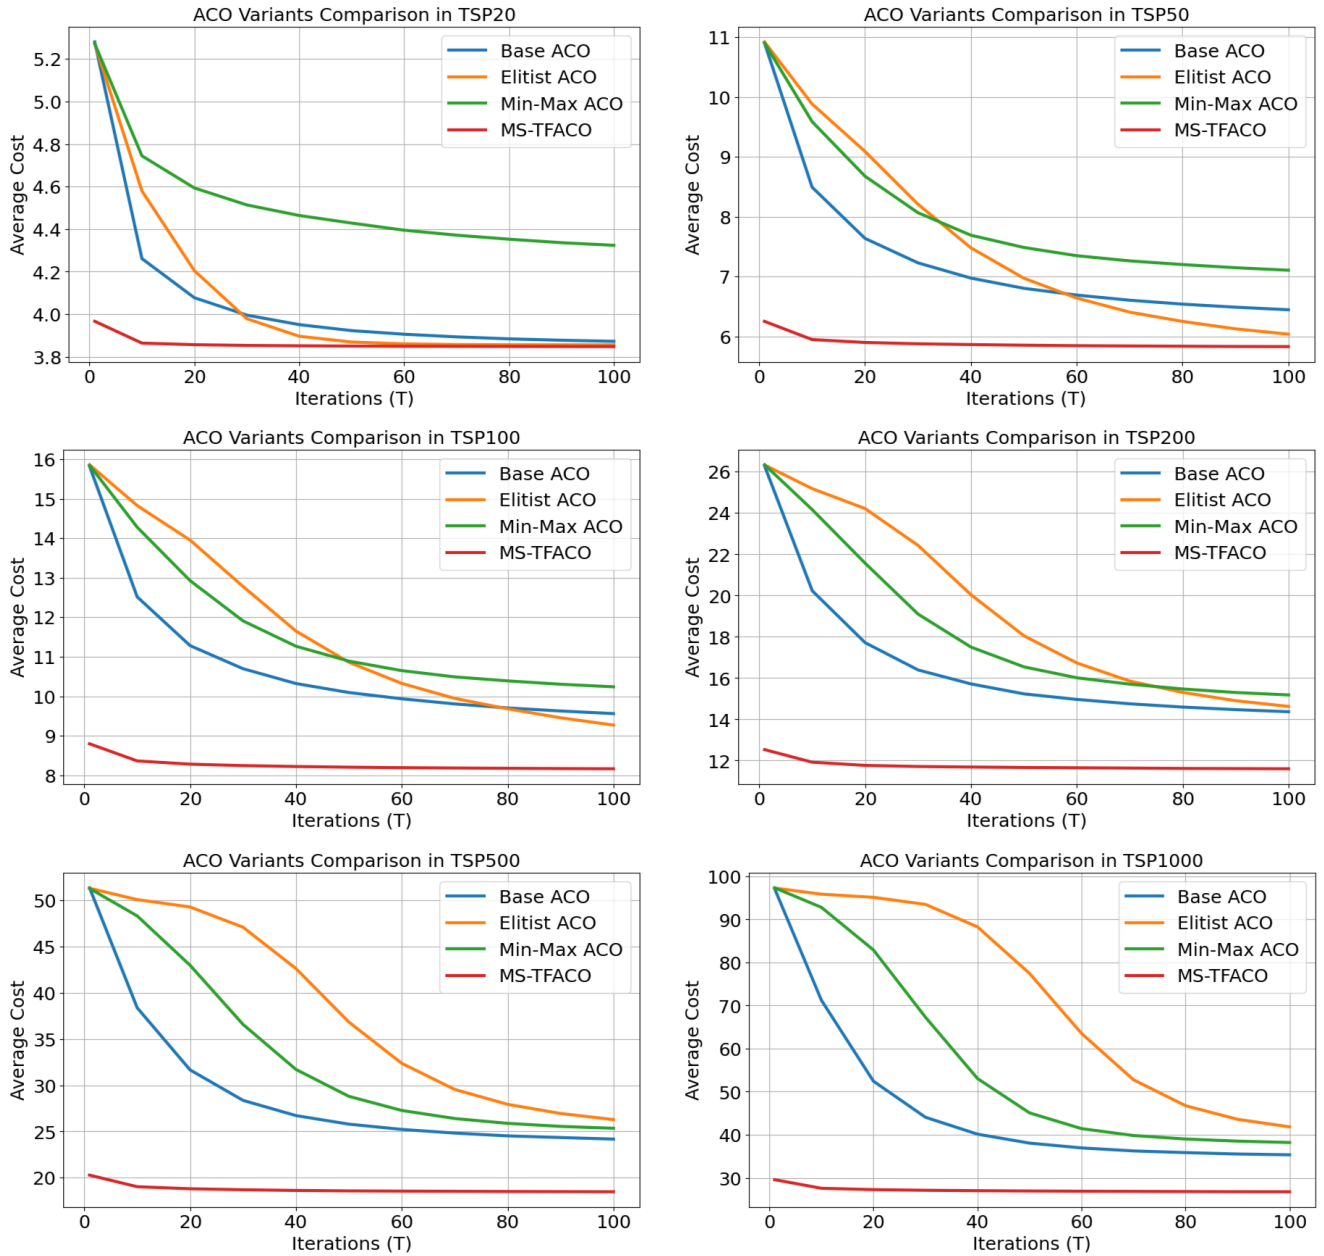 ACO Variants Comparison in TSP20
Average Cost
5.2
5.0
4.8
4.6
4.4
4.2
4.0
3.8
Base ACO
Elitist ACO
Min-Max ACO
MS-TFACO
0 20 40 60 80 100
Iterations (T)
ACO Variants Comparison in TSP50
Average Cost
11
10
9
8
7
6
Base ACO
Elitist ACO
Min-Max ACO
MS-TFACO
0 20 40 60 80 100
Iterations (T)
ACO Variants Comparison in TSP100
Average Cost
16
15
14
13
12
11
10
9
8
Base ACO
Elitist ACO
Min-Max ACO
MS-TFACO
0 20 40 60 80 100
Iterations (T)
ACO Variants Comparison in TSP200
Average Cost
26
24
22
20
18
16
14
12
Base ACO
Elitist ACO
Min-Max ACO
MS-TFACO
0 20 40 60 80 100
Iterations (T)
ACO Variants Comparison in TSP500
Average Cost
50
45
40
35
30
25
20
Base ACO
Elitist ACO
Min-Max ACO
MS-TFACO
0 20 40 60 80 100
Iterations (T)
ACO Variants Comparison in TSP1000
Average Cost
100
90
80
70
60
50
40
30
Base ACO
Elitist ACO
Min-Max ACO
MS-TFACO
0 20 40 60 80 100
Iterations (T)